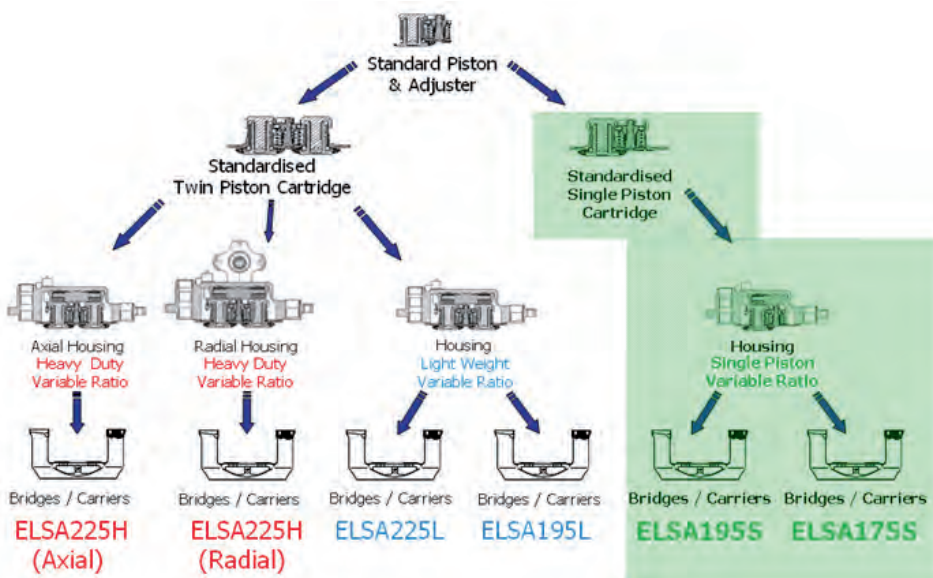 Standard Piston
& Adjuster
Standardised
Twin Piston Cartridge
Standardised
Single Piston
Cartridge
Axial Housing
Heavy Duty
Variable Ratio
Radial Housing
Heavy Duty
Variable Ratio
Housing
Light Weight
Variable Ratio
Housing
Single Piston
Variable Ratio
Bridges / Carriers
ELSA225H
(Axial)
Bridges / Carriers
ELSA225H
(Radial)
Bridges / Carriers
ELSA225L
Bridges / Carriers
ELSA195L
Bridges / Carriers
ELSA195S
Bridges / Carriers
ELSA175S